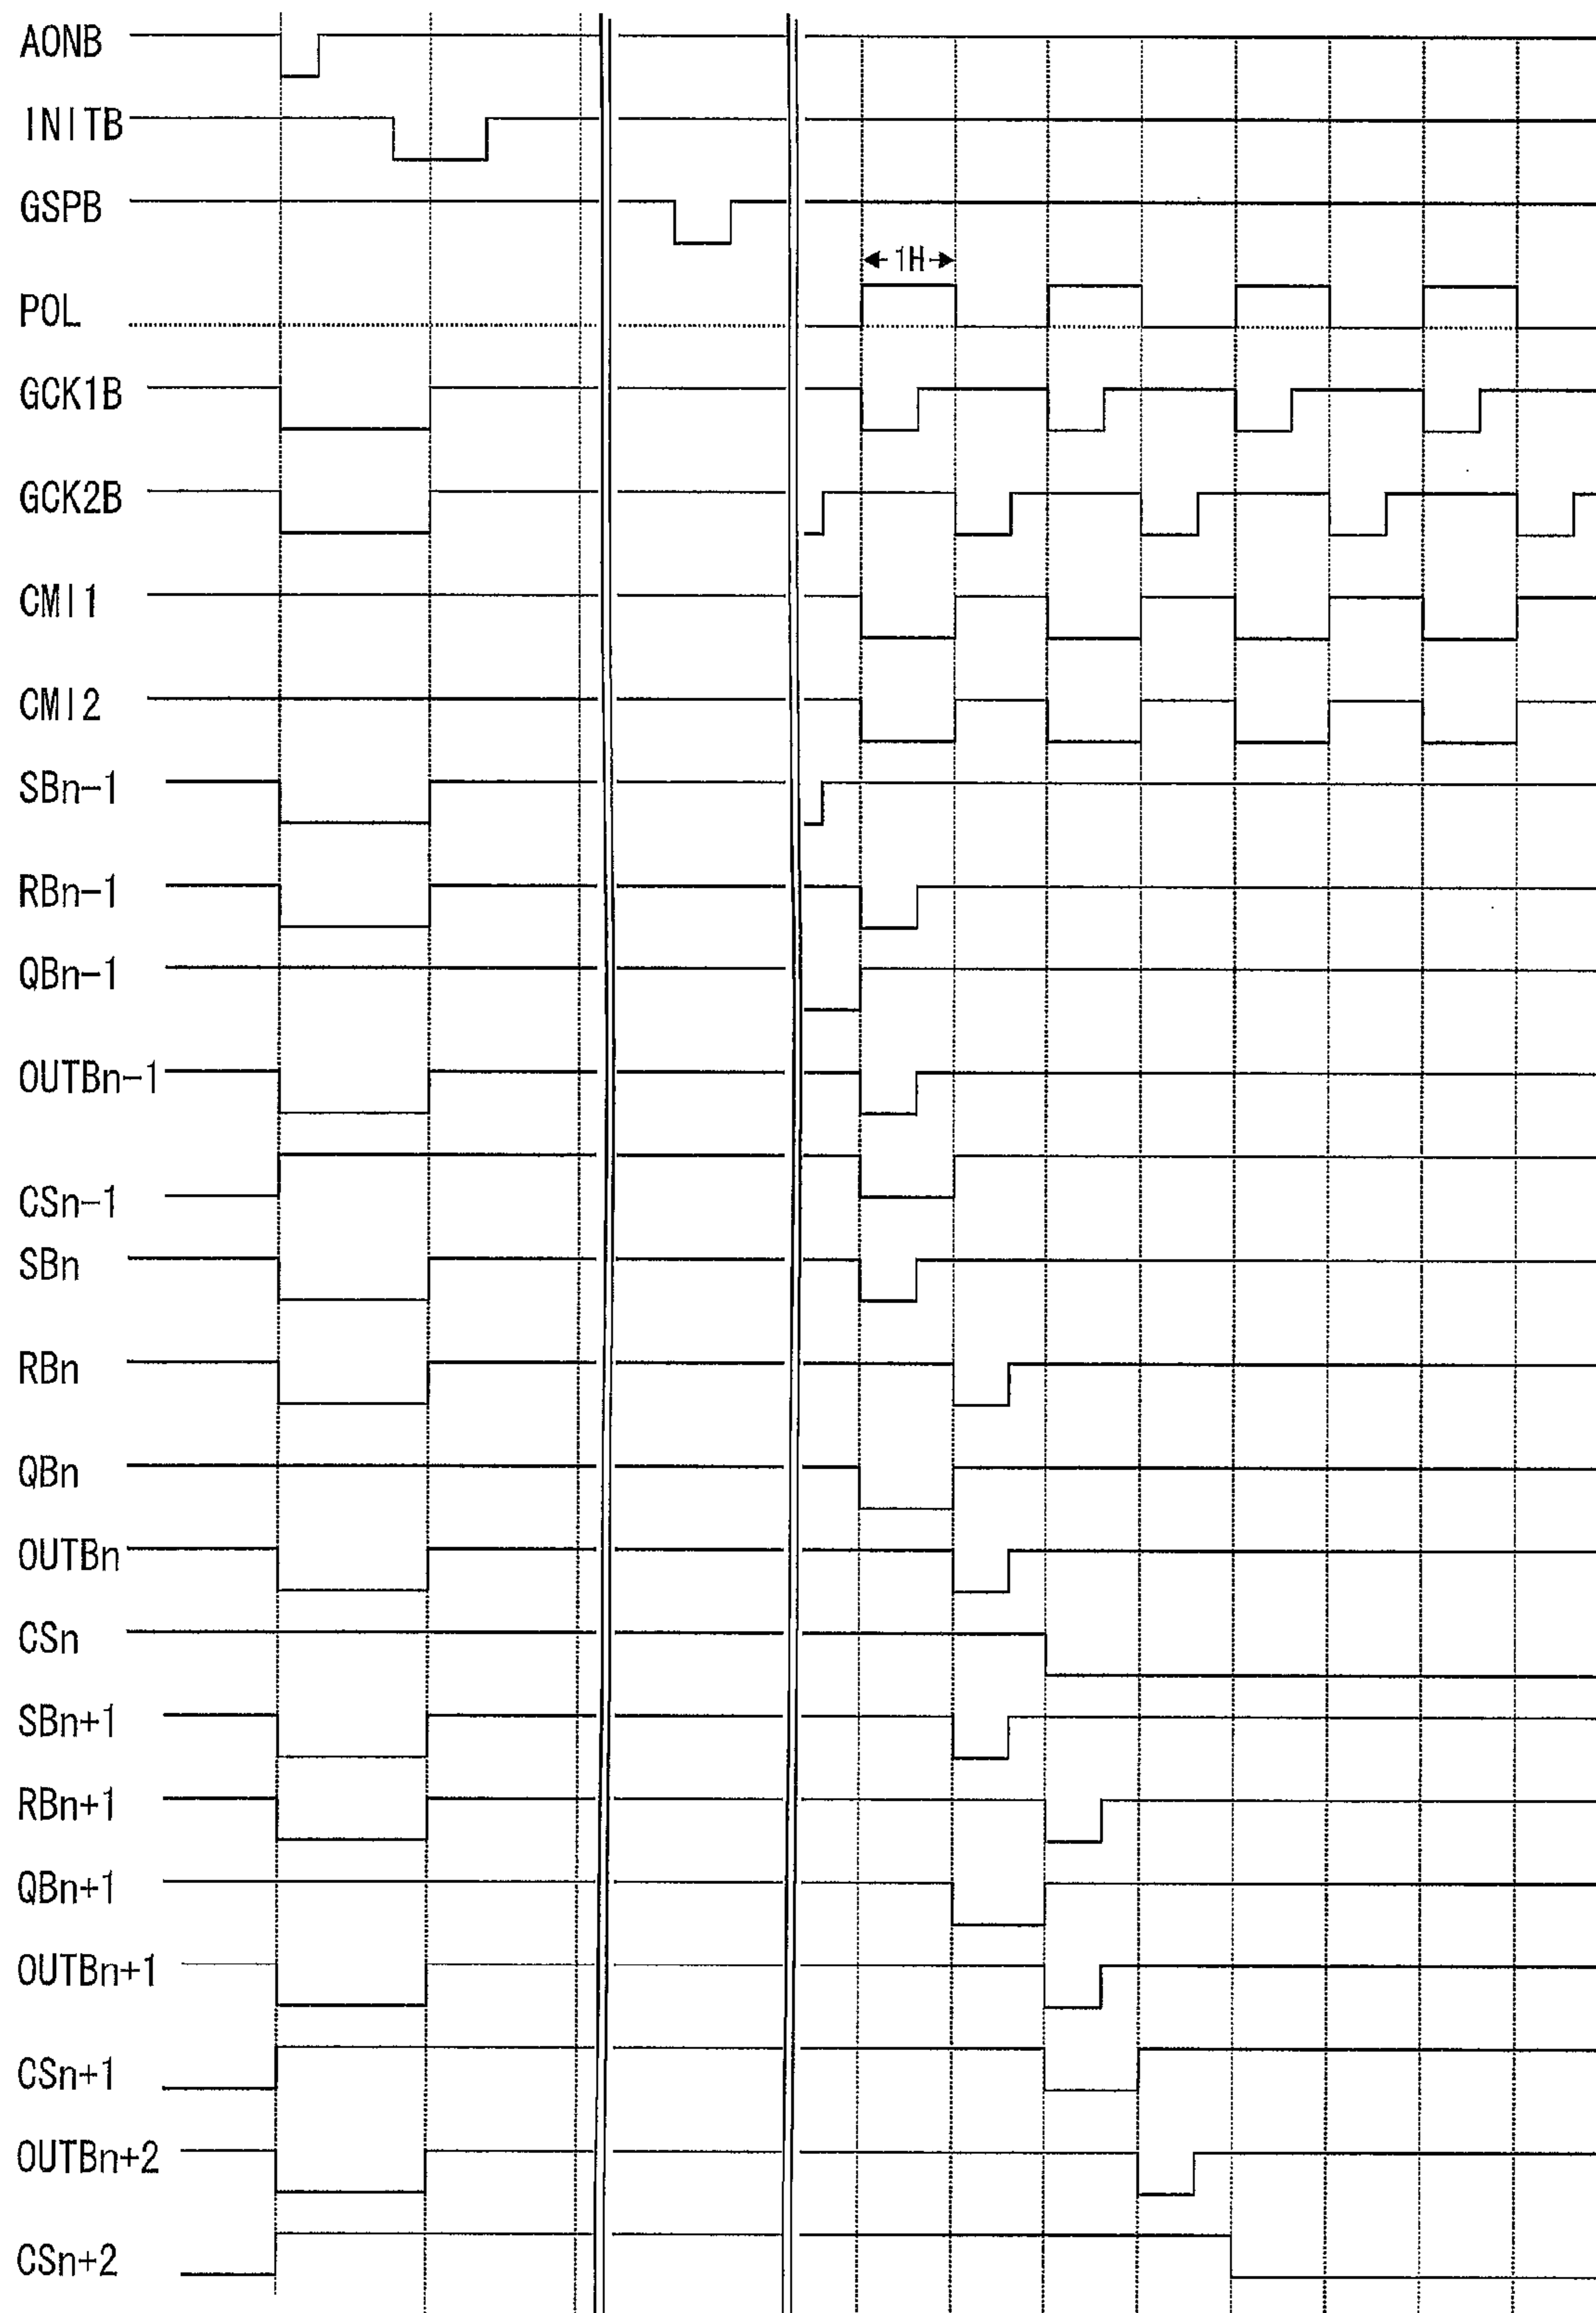 AONB
INITB
GSPB
1H
POL
GCK1B
GCK2B
CMI1
CMI2
SBn-1
RBn-1
QBn-1
OUTBn-1
CSn-1
SBn
RBn
QBn
OUTBn
CSn
SBn+1
RBn+1
QBn+1
OUTBn+1
CSn+1
OUTBn+2
CSn+2